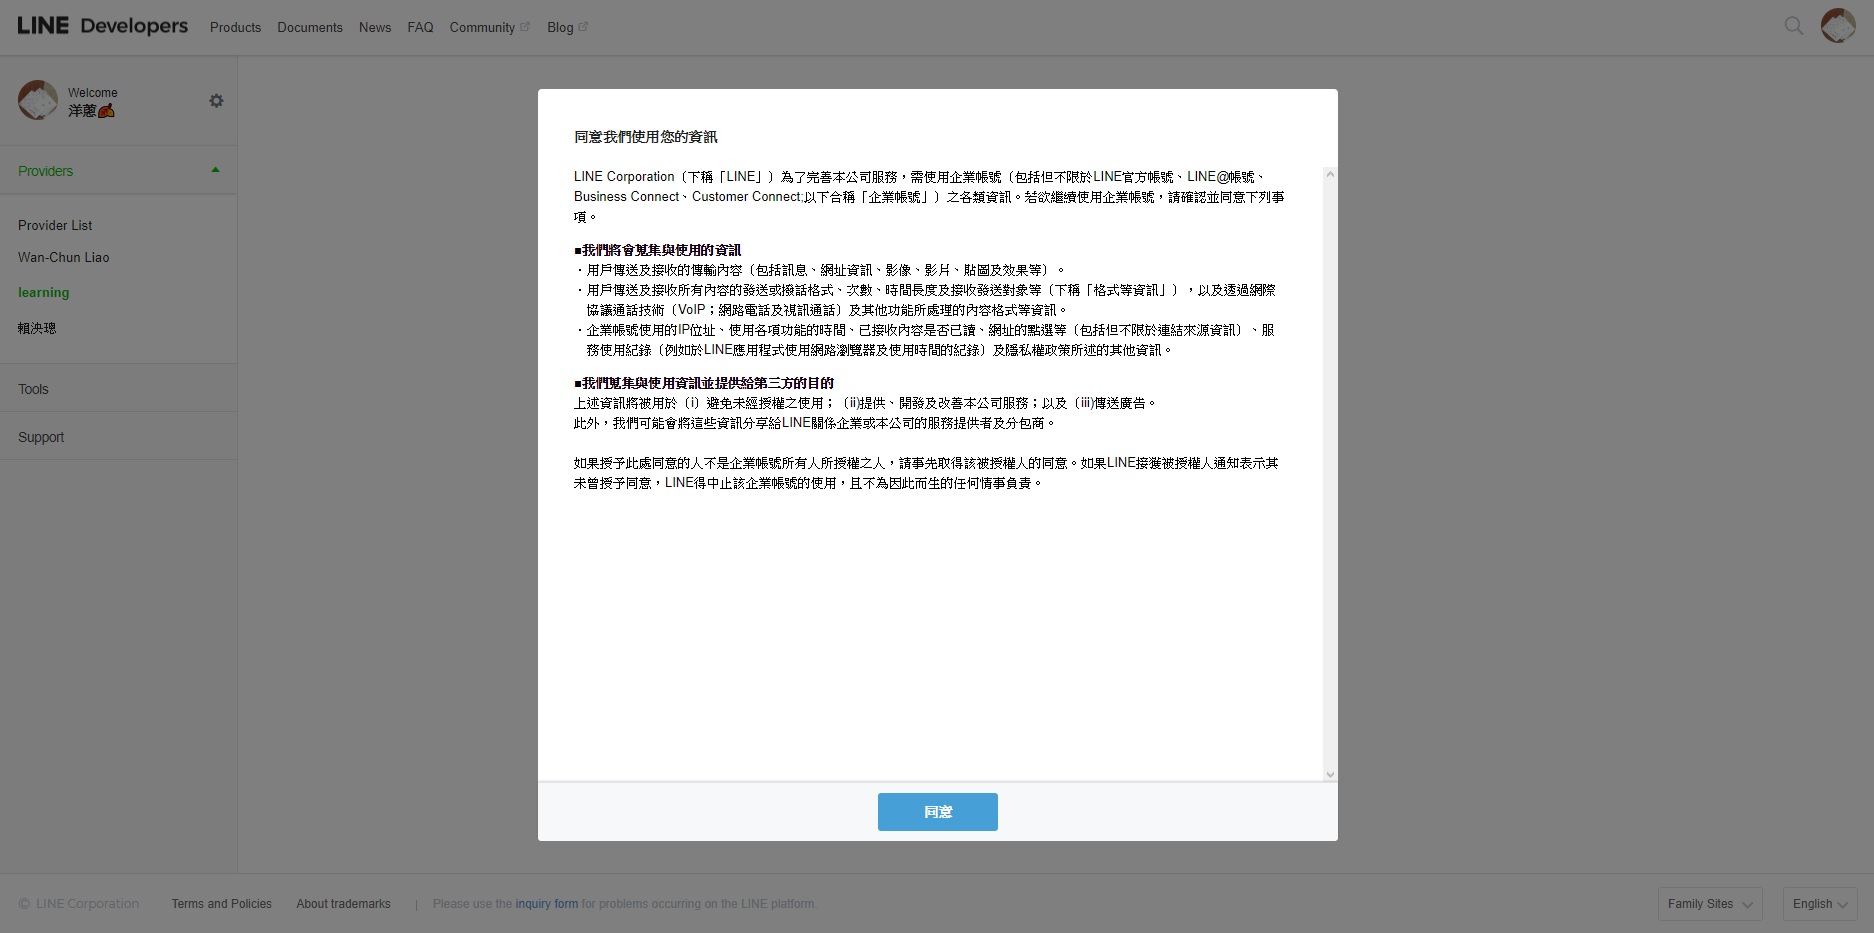 LINE Developers Products Documents News FAQ Community Blog
Welcome
洋蔥
Providers
Provider List
Wan-Chun Liao
learning
賴泱璁
Tools
Support
同意我們使用您的資訊
LINE Corporation（下稱「LINE」）為了完善本公司服務，需使用企業帳號（包括但不限於LINE官方帳號、LINE@帳號、
Business Connect、Customer Connect;以下合稱「企業帳號」）之各類資訊。若欲繼續使用企業帳號，請確認並同意下列事
項。
■我們將會蒐集與使用的資訊
・用戶傳送及接收的傳輸內容（包括訊息、網址資訊、影像、影片、貼圖及效果等）。
・用戶傳送及接收所有內容的發送或撥話格式、次數、時間長度及接收發送對象等（下稱「格式等資訊」），以及透過網際
協議通話技術（VoIP；網路電話及視訊通話）及其他功能所處理的內容格式等資訊。
・企業帳號使用的IP位址、使用各項功能的時間、已接收內容是否已讀、網址的點選等（包括但不限於連結來源資訊）、服
務使用紀錄（例如於LINE應用程式使用網路瀏覽器及使用時間的紀錄）及隱私權政策所述的其他資訊。
■我們蒐集與使用資訊並提供給第三方的目的
上述資訊將被用於（i）避免未經授權之使用；（ii)提供、開發及改善本公司服務；以及（iii)傳送廣告。
此外，我們可能會將這些資訊分享給LINE關係企業或本公司的服務提供者及分包商。
如果授予此處同意的人不是企業帳號所有人所授權之人，請事先取得該被授權人的同意。如果LINE接獲被授權人通知表示其
未曾授予同意，LINE得中止該企業帳號的使用，且不為因此而生的任何情事負責。
同意
© LINE Corporation Terms and Policies About trademarks | Please use the inquiry form for problems occurring on the LINE platform. Family Sites English